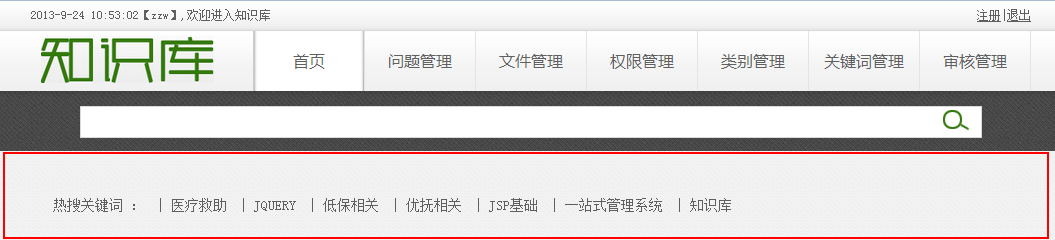 2013-9-24 10:53:02【zzw】,欢迎进入知识库 注册|退出
知识库 首页 问题管理 文件管理 权限管理 类别管理 关键词管理 审核管理
热搜关键词 ： | 医疗救助 | JQUERY | 低保相关 | 优抚相关 | JSP基础 | 一站式管理系统 | 知识库